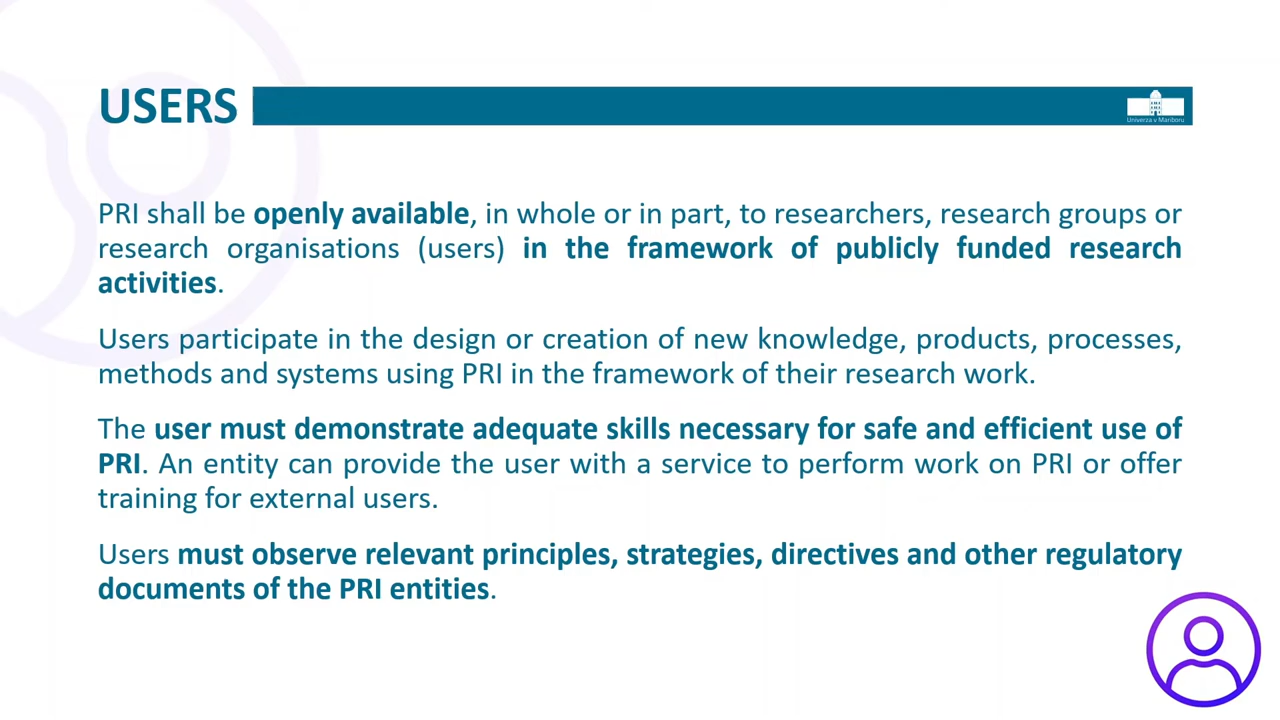 USERS
Univerza v Mariboru
PRI shall be openly available, in whole or in part, to researchers, research groups or
research organisations (users) in the framework of publicly funded research
activities.
Users participate in the design or creation of new knowledge, products, processes,
methods and systems using PRI in the framework of their research work.
The user must demonstrate adequate skills necessary for safe and efficient use of
PRI. An entity can provide the user with a service to perform work on PRI or offer
training for external users.
Users must observe relevant principles, strategies, directives and other regulatory
documents of the PRI entities.